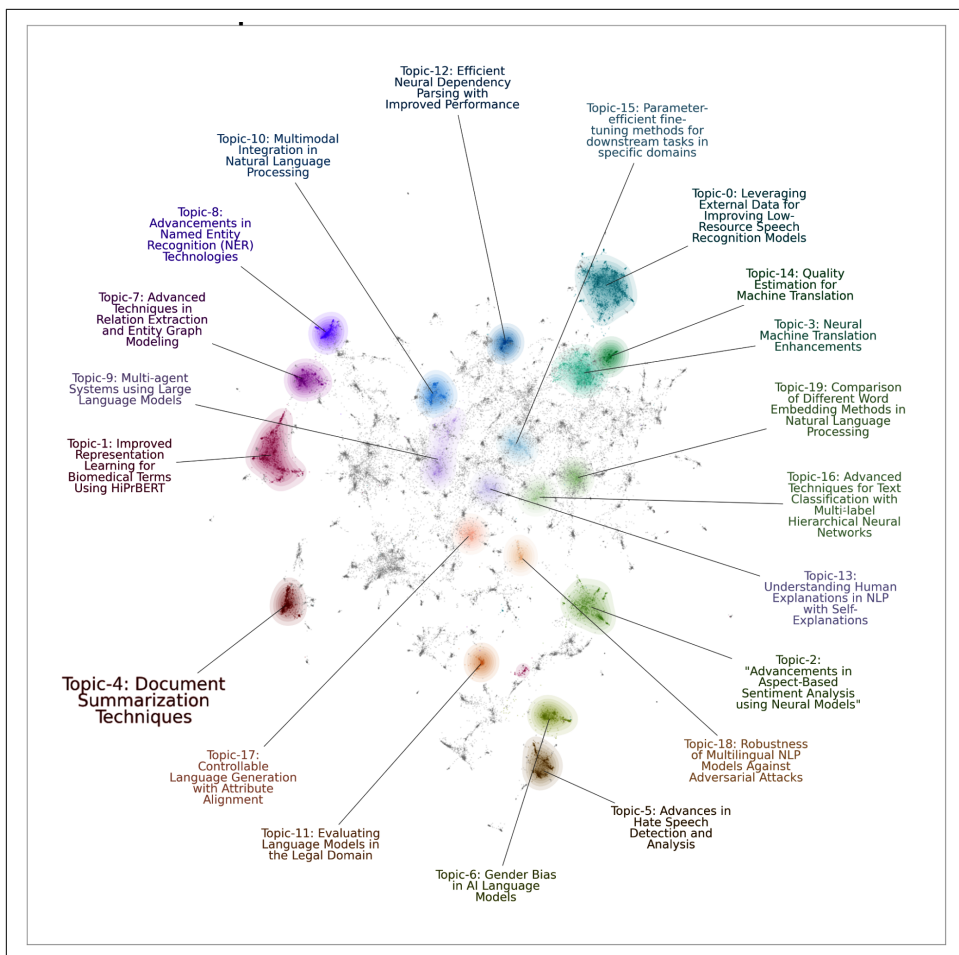 Topic-12: Efficient
Neural Dependency
Parsing with
Improved Performance
Topic-15: Parameter-
efficient fine-
tuning methods for
downstream tasks in
specific domains
Topic-10: Multimodal
Integration in
Natural Language
Processing
Topic-0: Leveraging
External Data for
Improving Low-
Resource Speech
Recognition Models
Topic-8:
Advancements in
Named Entity
Recognition (NER)
Technologies
Topic-14: Quality
Estimation for
Machine Translation
Topic-7: Advanced
Techniques in
Relation Extraction
and Entity Graph
Modeling
Topic-3: Neural
Machine Translation
Enhancements
Topic-9: Multi-agent
Systems using Large
Language Models
Topic-19: Comparison
of Different Word
Embedding Methods in
Natural Language
Processing
Topic-1: Improved
Representation
Learning for
Biomedical Terms
Using HiPrBERT
Topic-16: Advanced
Techniques for Text
Classification with
Multi-label
Hierarchical Neural
Networks
Topic-13:
Understanding Human
Explanations in NLP
with Self-
Explanations
Topic-4: Document
Summarization
Techniques
Topic-2:
"Advancements in
Aspect-Based
Sentiment Analysis
using Neural Models"
Topic-17:
Controllable
Language Generation
with Attribute
Alignment
Topic-18: Robustness
of Multilingual NLP
Models Against
Adversarial Attacks
Topic-11: Evaluating
Language Models in
the Legal Domain
Topic-5: Advances in
Hate Speech
Detection and
Analysis
Topic-6: Gender Bias
in AI Language
Models